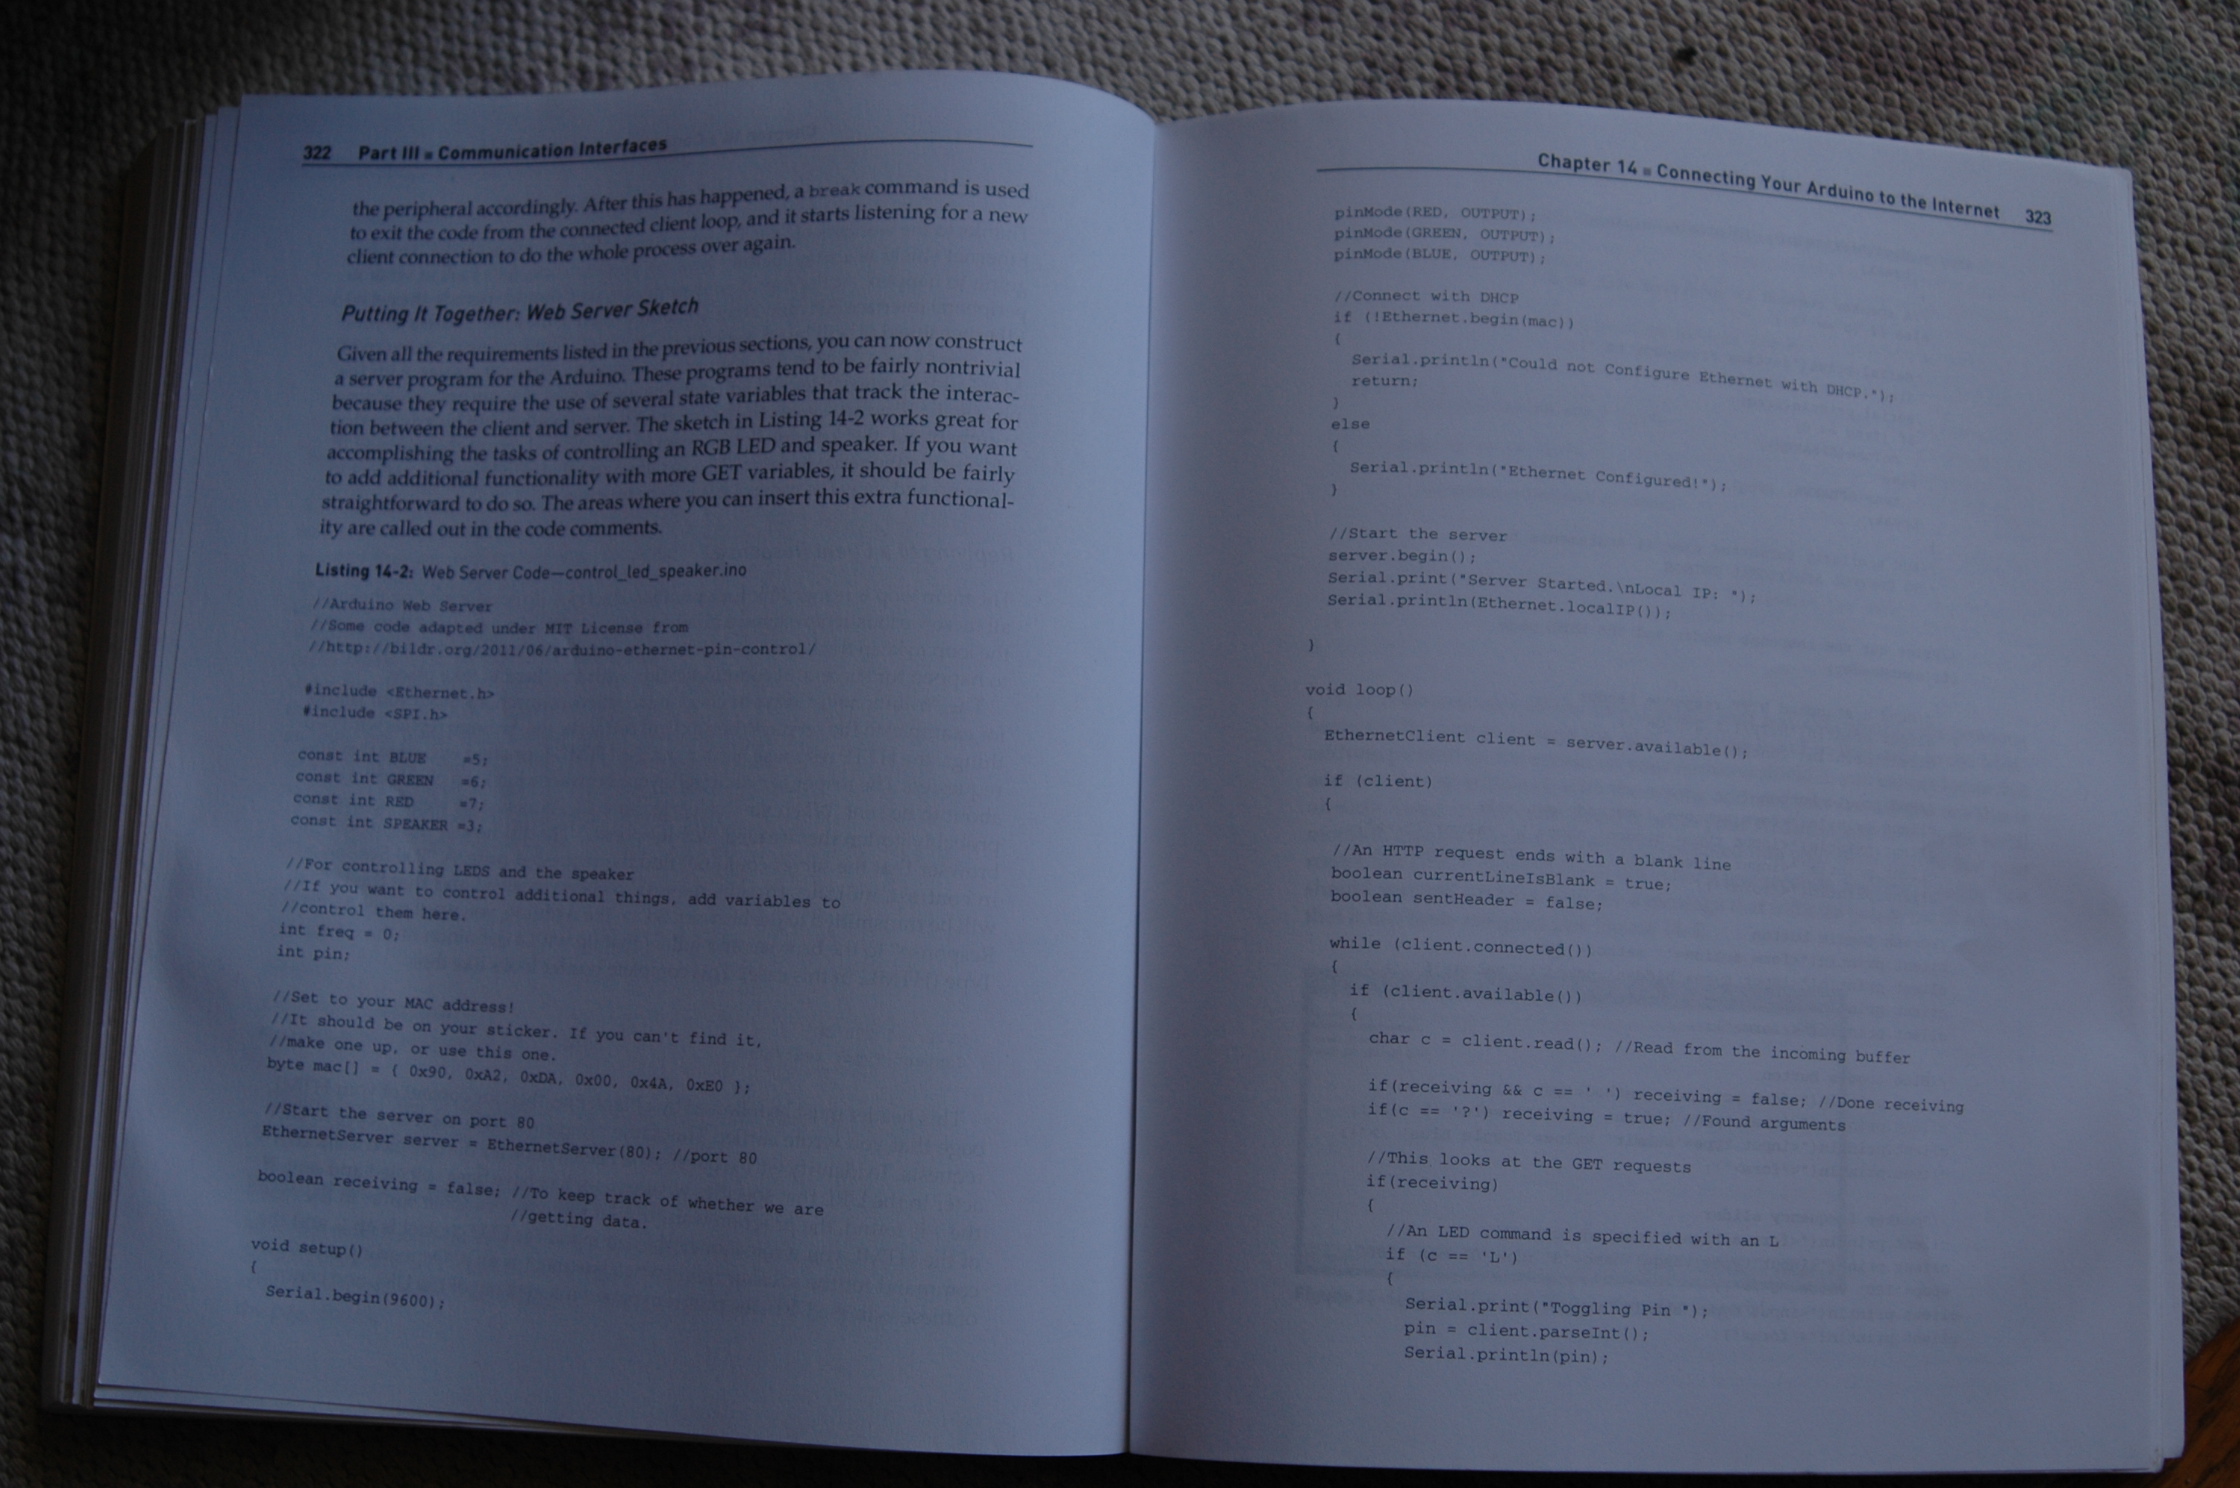 322 Part III ■ Communication Interfaces
the peripheral accordingly. After this has happened, a break command is used
to exit the code from the connected client loop, and it starts listening for a new
client connection to do the whole process over again.
Putting It Together: Web Server Sketch
Given all the requirements listed in the previous sections, you can now construct
a server program for the Arduino. These programs tend to be fairly nontrivial
because they require the use of several state variables that track the interac-
tion between the client and server. The sketch in Listing 14-2 works great for
accomplishing the tasks of controlling an RGB LED and speaker. If you want
to add additional functionality with more GET variables, it should be fairly
straightforward to do so. The areas where you can insert this extra functional-
ity are called out in the code comments.
Listing 14-2: Web Server Code—control_led_speaker.ino
//Arduino Web Server
//Some code adapted under MIT License from
//http://bildr.org/2011/06/arduino-ethernet-pin-control/
#include <Ethernet.h>
#include <SPI.h>
const int BLUE    =5;
const int GREEN   =6;
const int RED     =7;
const int SPEAKER =3;
//For controlling LEDS and the speaker
//If you want to control additional things, add variables to
//control them here.
int freq = 0;
int pin;
//Set to your MAC address!
//It should be on your sticker. If you can't find it,
//make one up, or use this one.
byte mac[] = { 0x90, 0xA2, 0xDA, 0x00, 0x4A, 0xE0 };
//Start the server on port 80
EthernetServer server = EthernetServer(80); //port 80
boolean receiving = false; //To keep track of whether we are
//getting data.
void setup()
{
Serial.begin(9600);
Chapter 14 ■ Connecting Your Arduino to the Internet 323
pinMode(RED, OUTPUT);
pinMode(GREEN, OUTPUT);
pinMode(BLUE, OUTPUT);
//Connect with DHCP
if (!Ethernet.begin(mac))
{
Serial.println("Could not Configure Ethernet with DHCP.");
return;
}
else
{
Serial.println("Ethernet Configured!");
}
//Start the server
server.begin();
Serial.print("Server Started.\nLocal IP: ");
Serial.println(Ethernet.localIP());
}
void loop()
{
EthernetClient client = server.available();
if (client)
{
//An HTTP request ends with a blank line
boolean currentLineIsBlank = true;
boolean sentHeader = false;
while (client.connected())
{
if (client.available())
{
char c = client.read(); //Read from the incoming buffer
if(receiving && c == ' ') receiving = false; //Done receiving
if(c == '?') receiving = true; //Found arguments
//This looks at the GET requests
if(receiving)
{
//An LED command is specified with an L
if (c == 'L')
{
Serial.print("Toggling Pin ");
pin = client.parseInt();
Serial.println(pin);